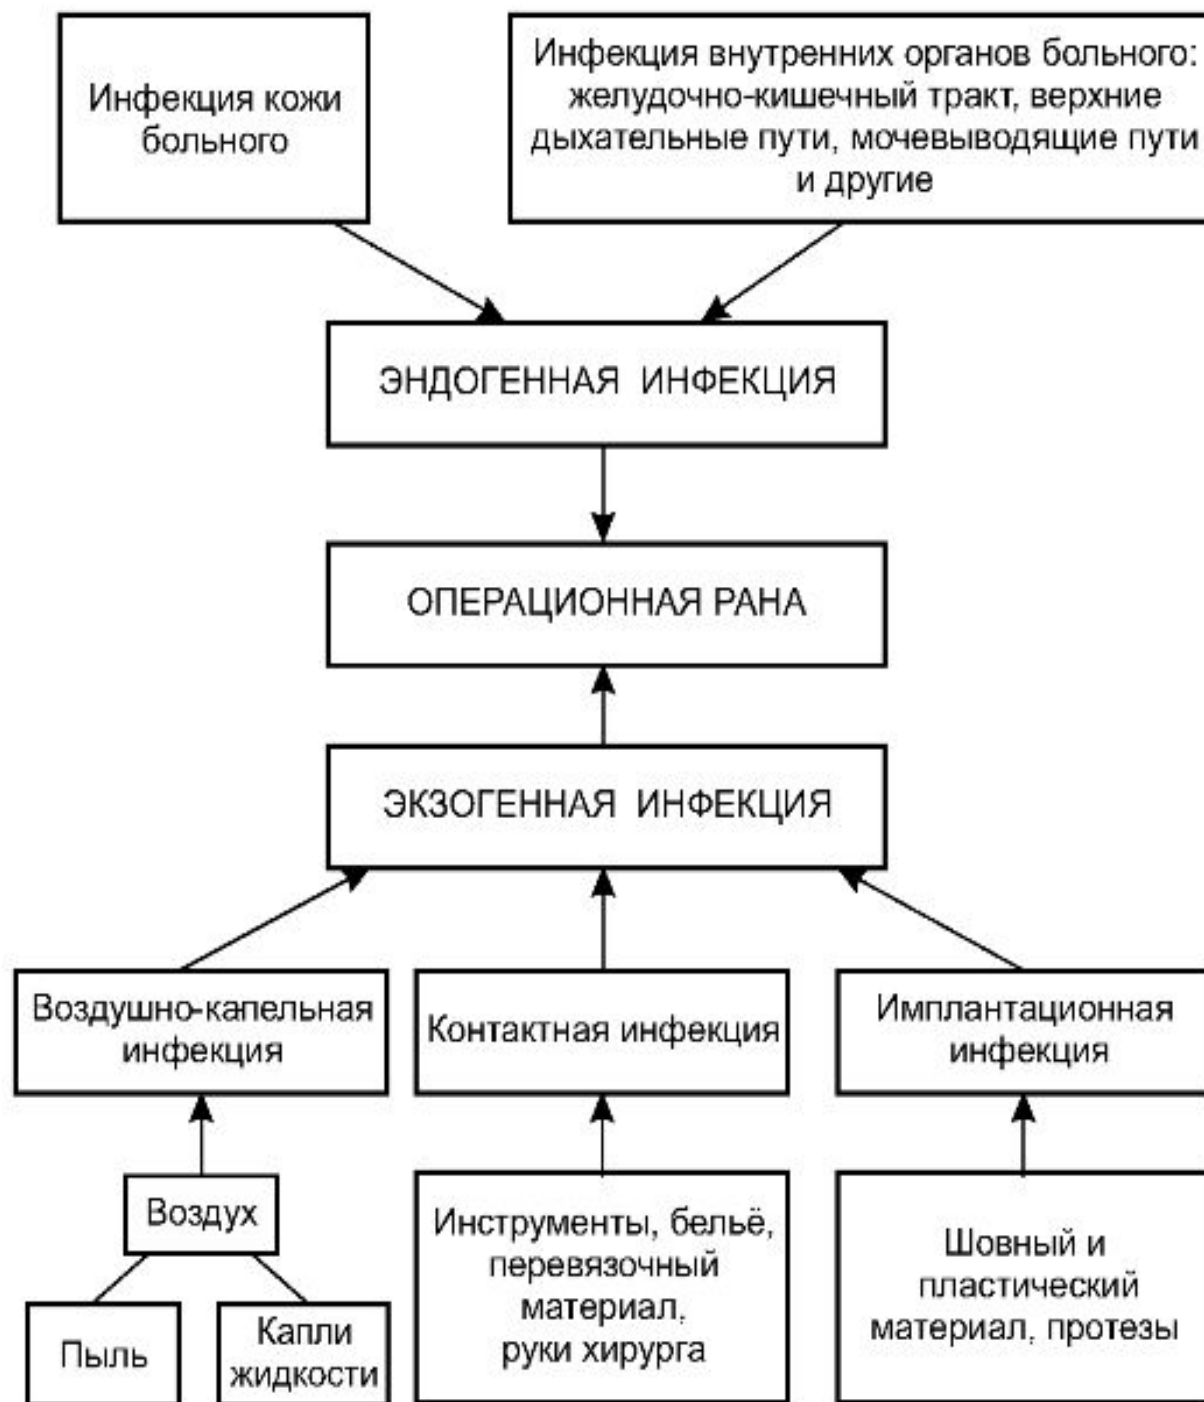 Инфекция кожи
больного
Инфекция внутренних органов больного:
желудочно-кишечный тракт, верхние
дыхательные пути, мочевыводящие пути
и другие
ЭНДОГЕННАЯ ИНФЕКЦИЯ
ОПЕРАЦИОННАЯ РАНА
ЭКЗОГЕННАЯ ИНФЕКЦИЯ
Воздушно-капельная
инфекция
Контактная инфекция
Имплантационная
инфекция
Воздух
Пыль
Капли
жидкости
Инструменты, бельё,
перевязочный
материал,
руки хирурга
Шовный и
пластический
материал, протезы